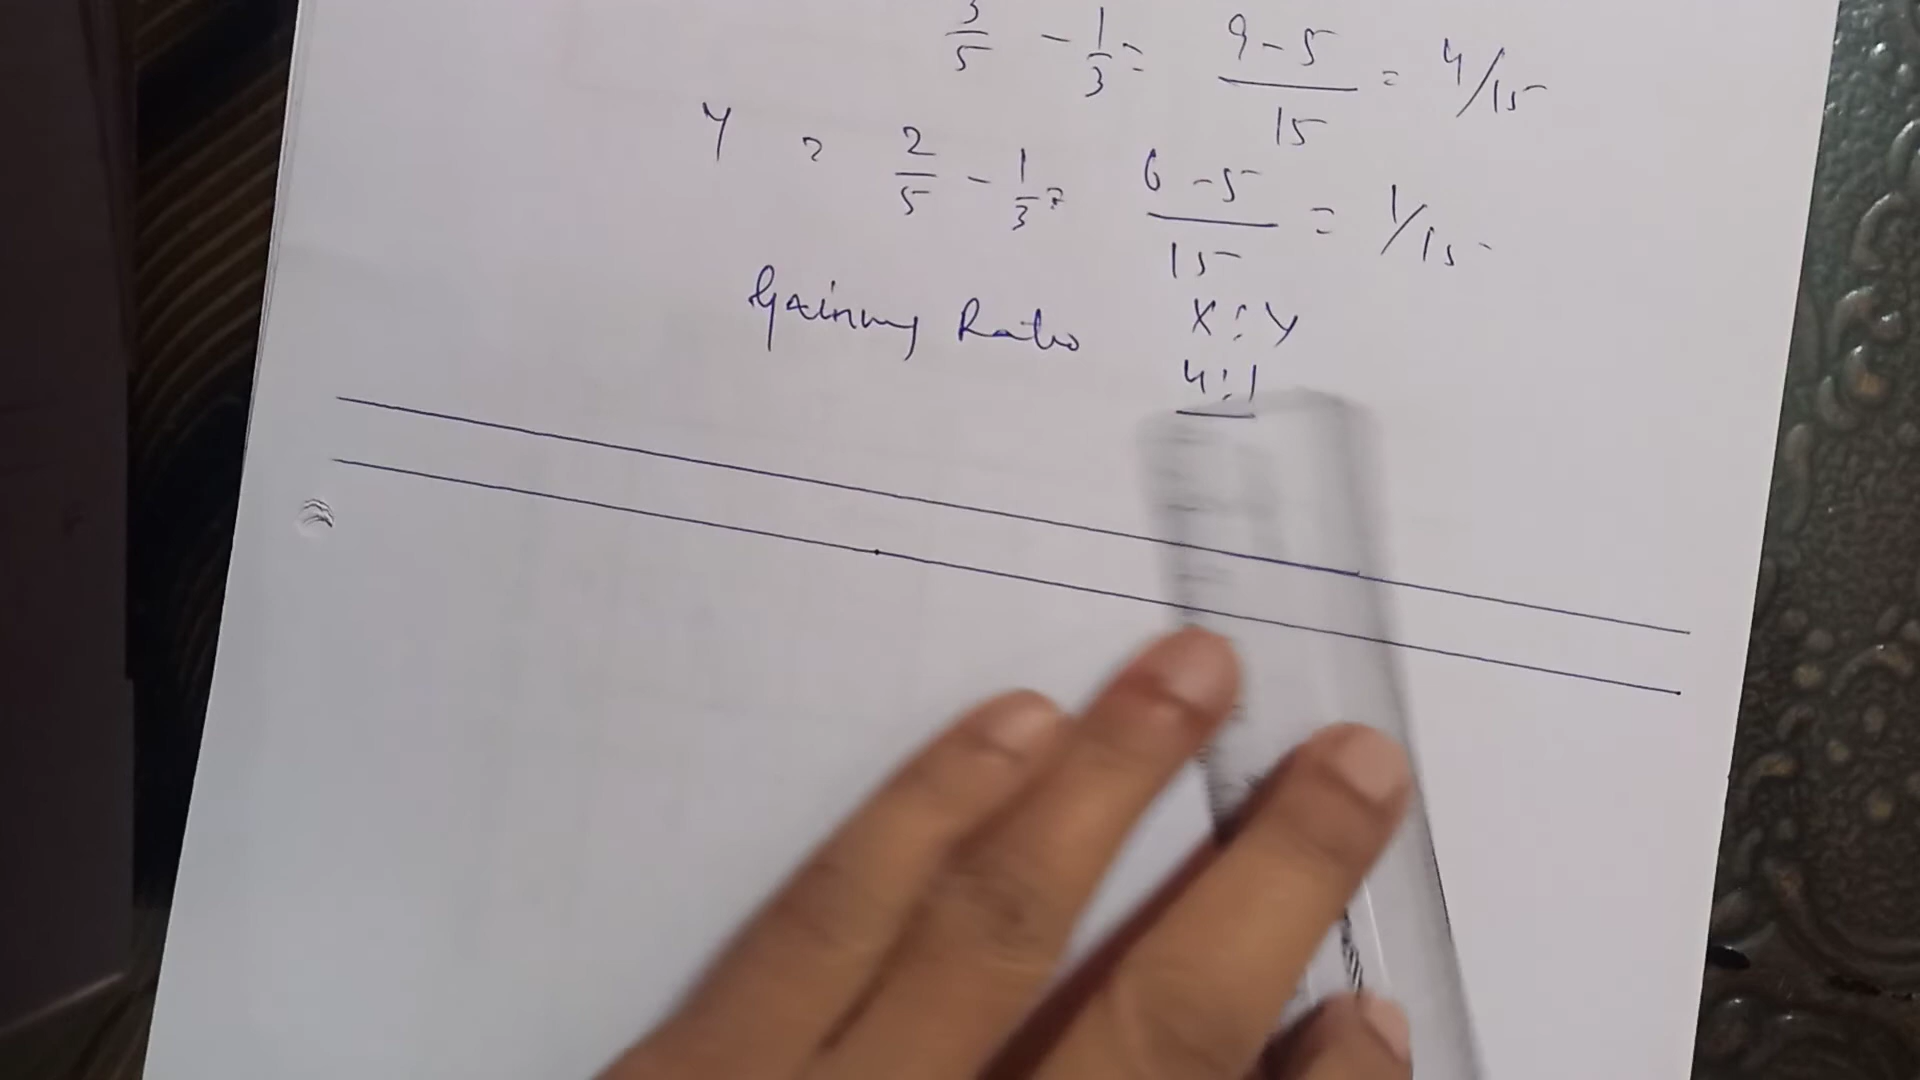 3/5 - 1/3 = 9-5/15 = 4/15
Y = 2/5 - 1/3 = 6-5/15 = 1/15
Gaining Ratio X : Y
4 : 1